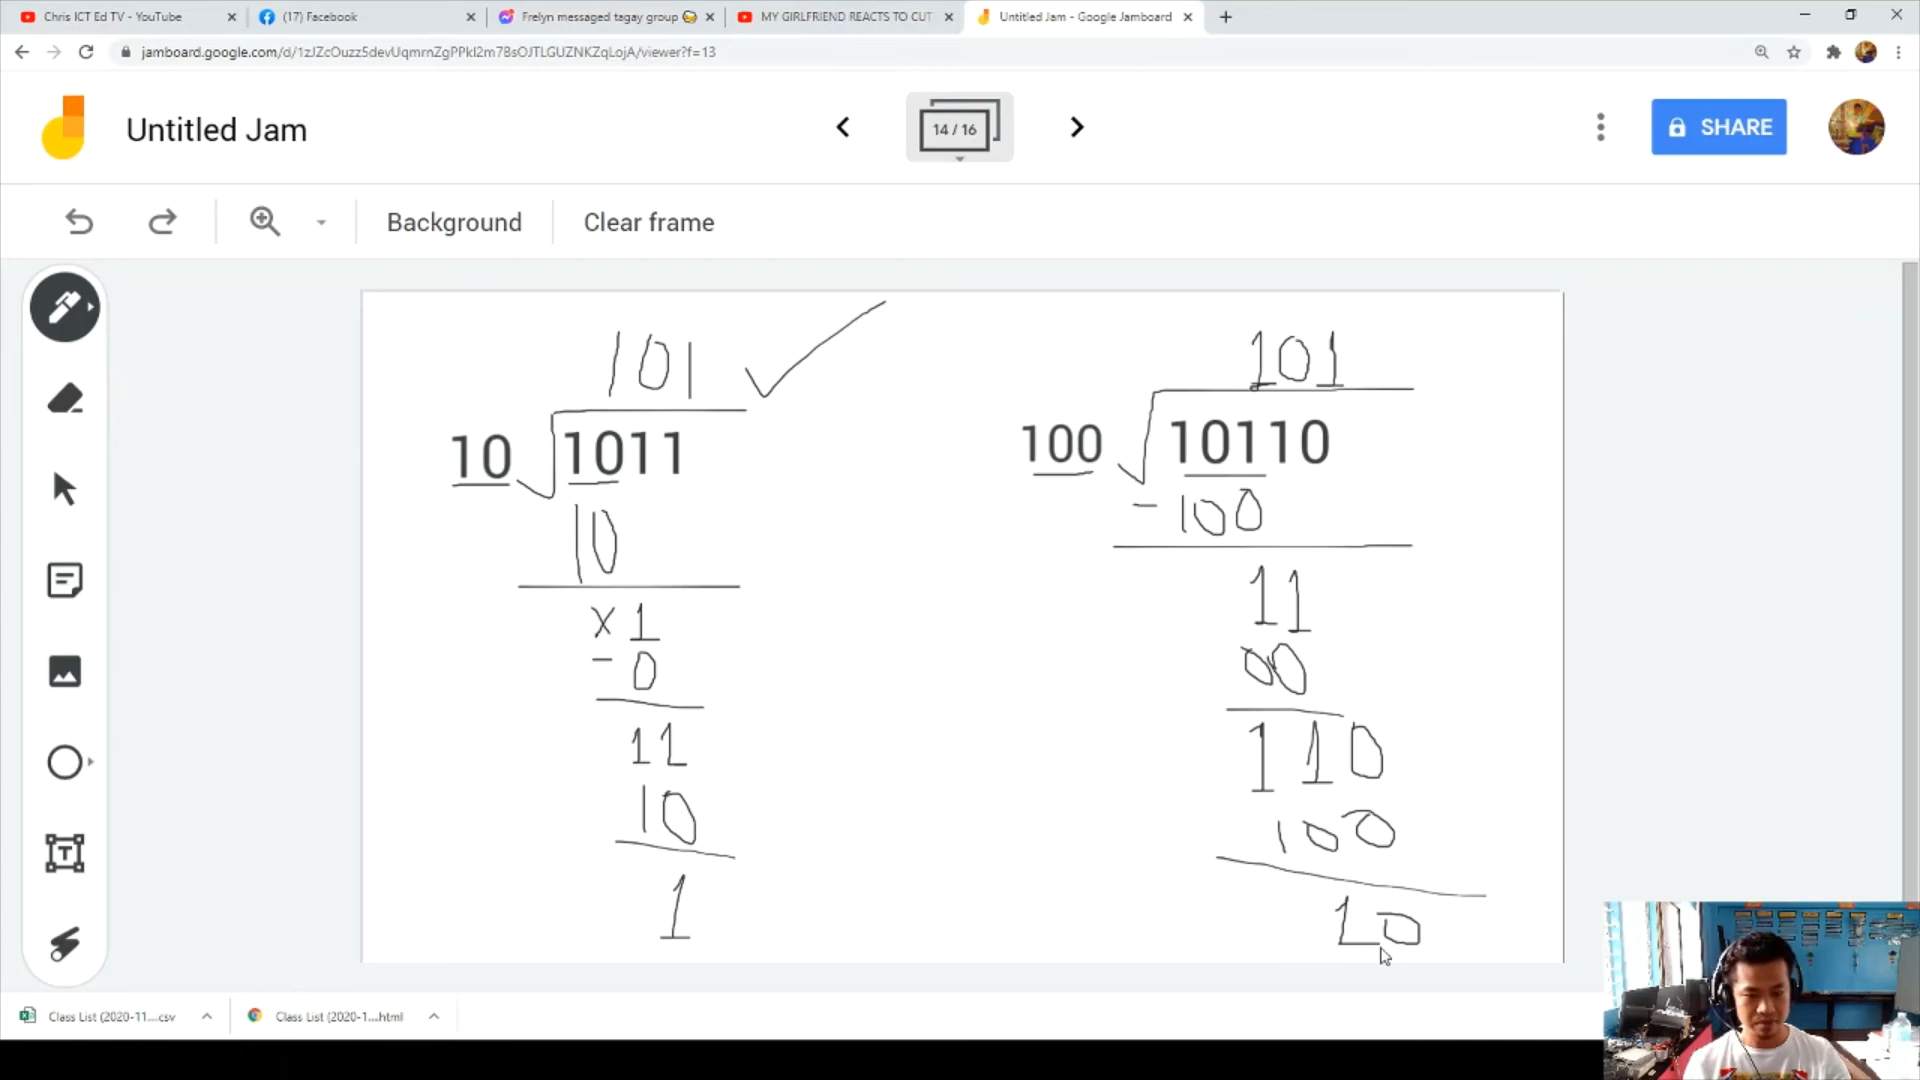 Chris ICT Ed TV - YouTube
(17) Facebook
Frelyn messaged tagay group
MY GIRLFRIEND REACTS TO CUT
Untitled Jam - Google Jamboard
jamboard.google.com/d/1zJZcOuzz5devUqmrnZgPPkI2m78sOJTLGUZNKZqLojA/viewer?f=13
Untitled Jam
14 / 16
SHARE
Background
Clear frame
101
10 1011
10
x 1
- 0
11
10
1
101
100 10110
- 100
11
00
110
100
10
Class List (2020-11....csv
Class List (2020-1....html